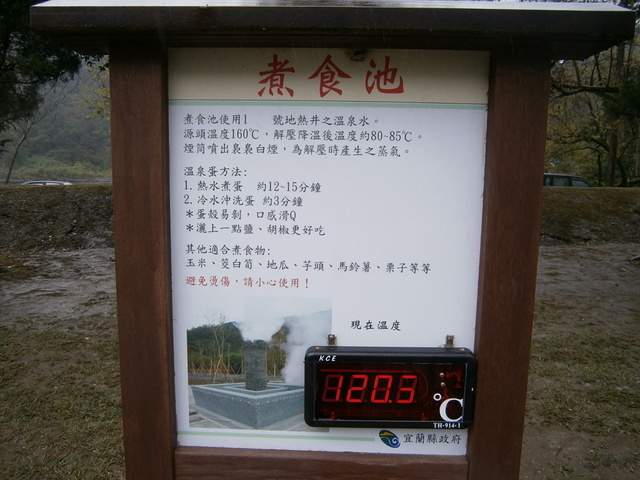 煮食池
煮食池使用1 號地熱井之溫泉水。
源頭溫度160℃，解壓降溫後溫度約80~85℃。
煙筒噴出裊裊白煙，為解壓時產生之蒸氣。
溫泉蛋方法:
1. 熱水煮蛋 約12~15分鐘
2. 冷水沖洗蛋 約3分鐘
＊蛋殼易剝，口感滑Q
＊灑上一點鹽、胡椒更好吃
其他適合煮食物:
玉米、筊白筍、地瓜、芋頭、馬鈴薯、栗子等等
避免燙傷，請小心使用！
現在溫度
KCE
120.5
℃
TH-914-1
宜蘭縣政府